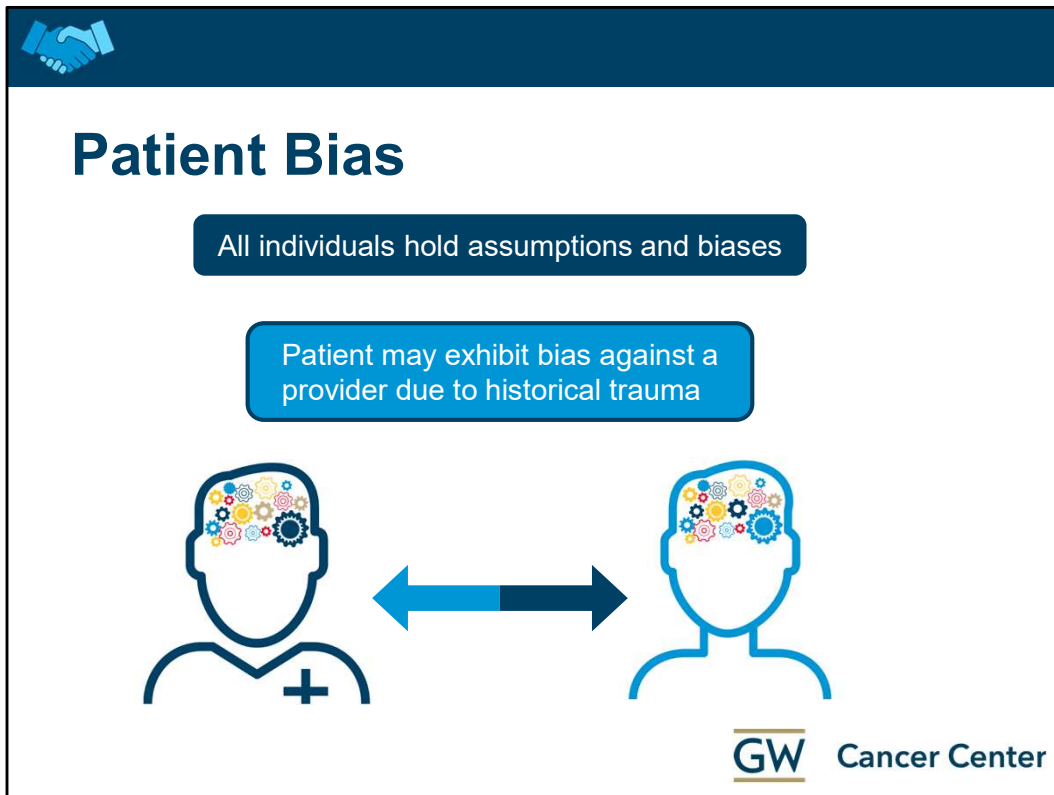 Patient Bias
All individuals hold assumptions and biases
Patient may exhibit bias against a
provider due to historical trauma
GW Cancer Center